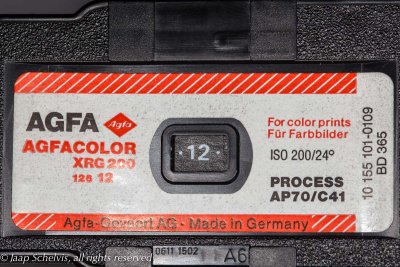 AGFA Agfa
AGFACOLOR
XRG 200
126 12
· 12 ·
For color prints
Für Farbbilder
ISO 200/24°
PROCESS
AP70/C41
10 155 101-0109
BD 365
Agfa-Gevaert AG - Made in Germany
0611 1502
A6
© Jaap Schelvis, all rights reserved